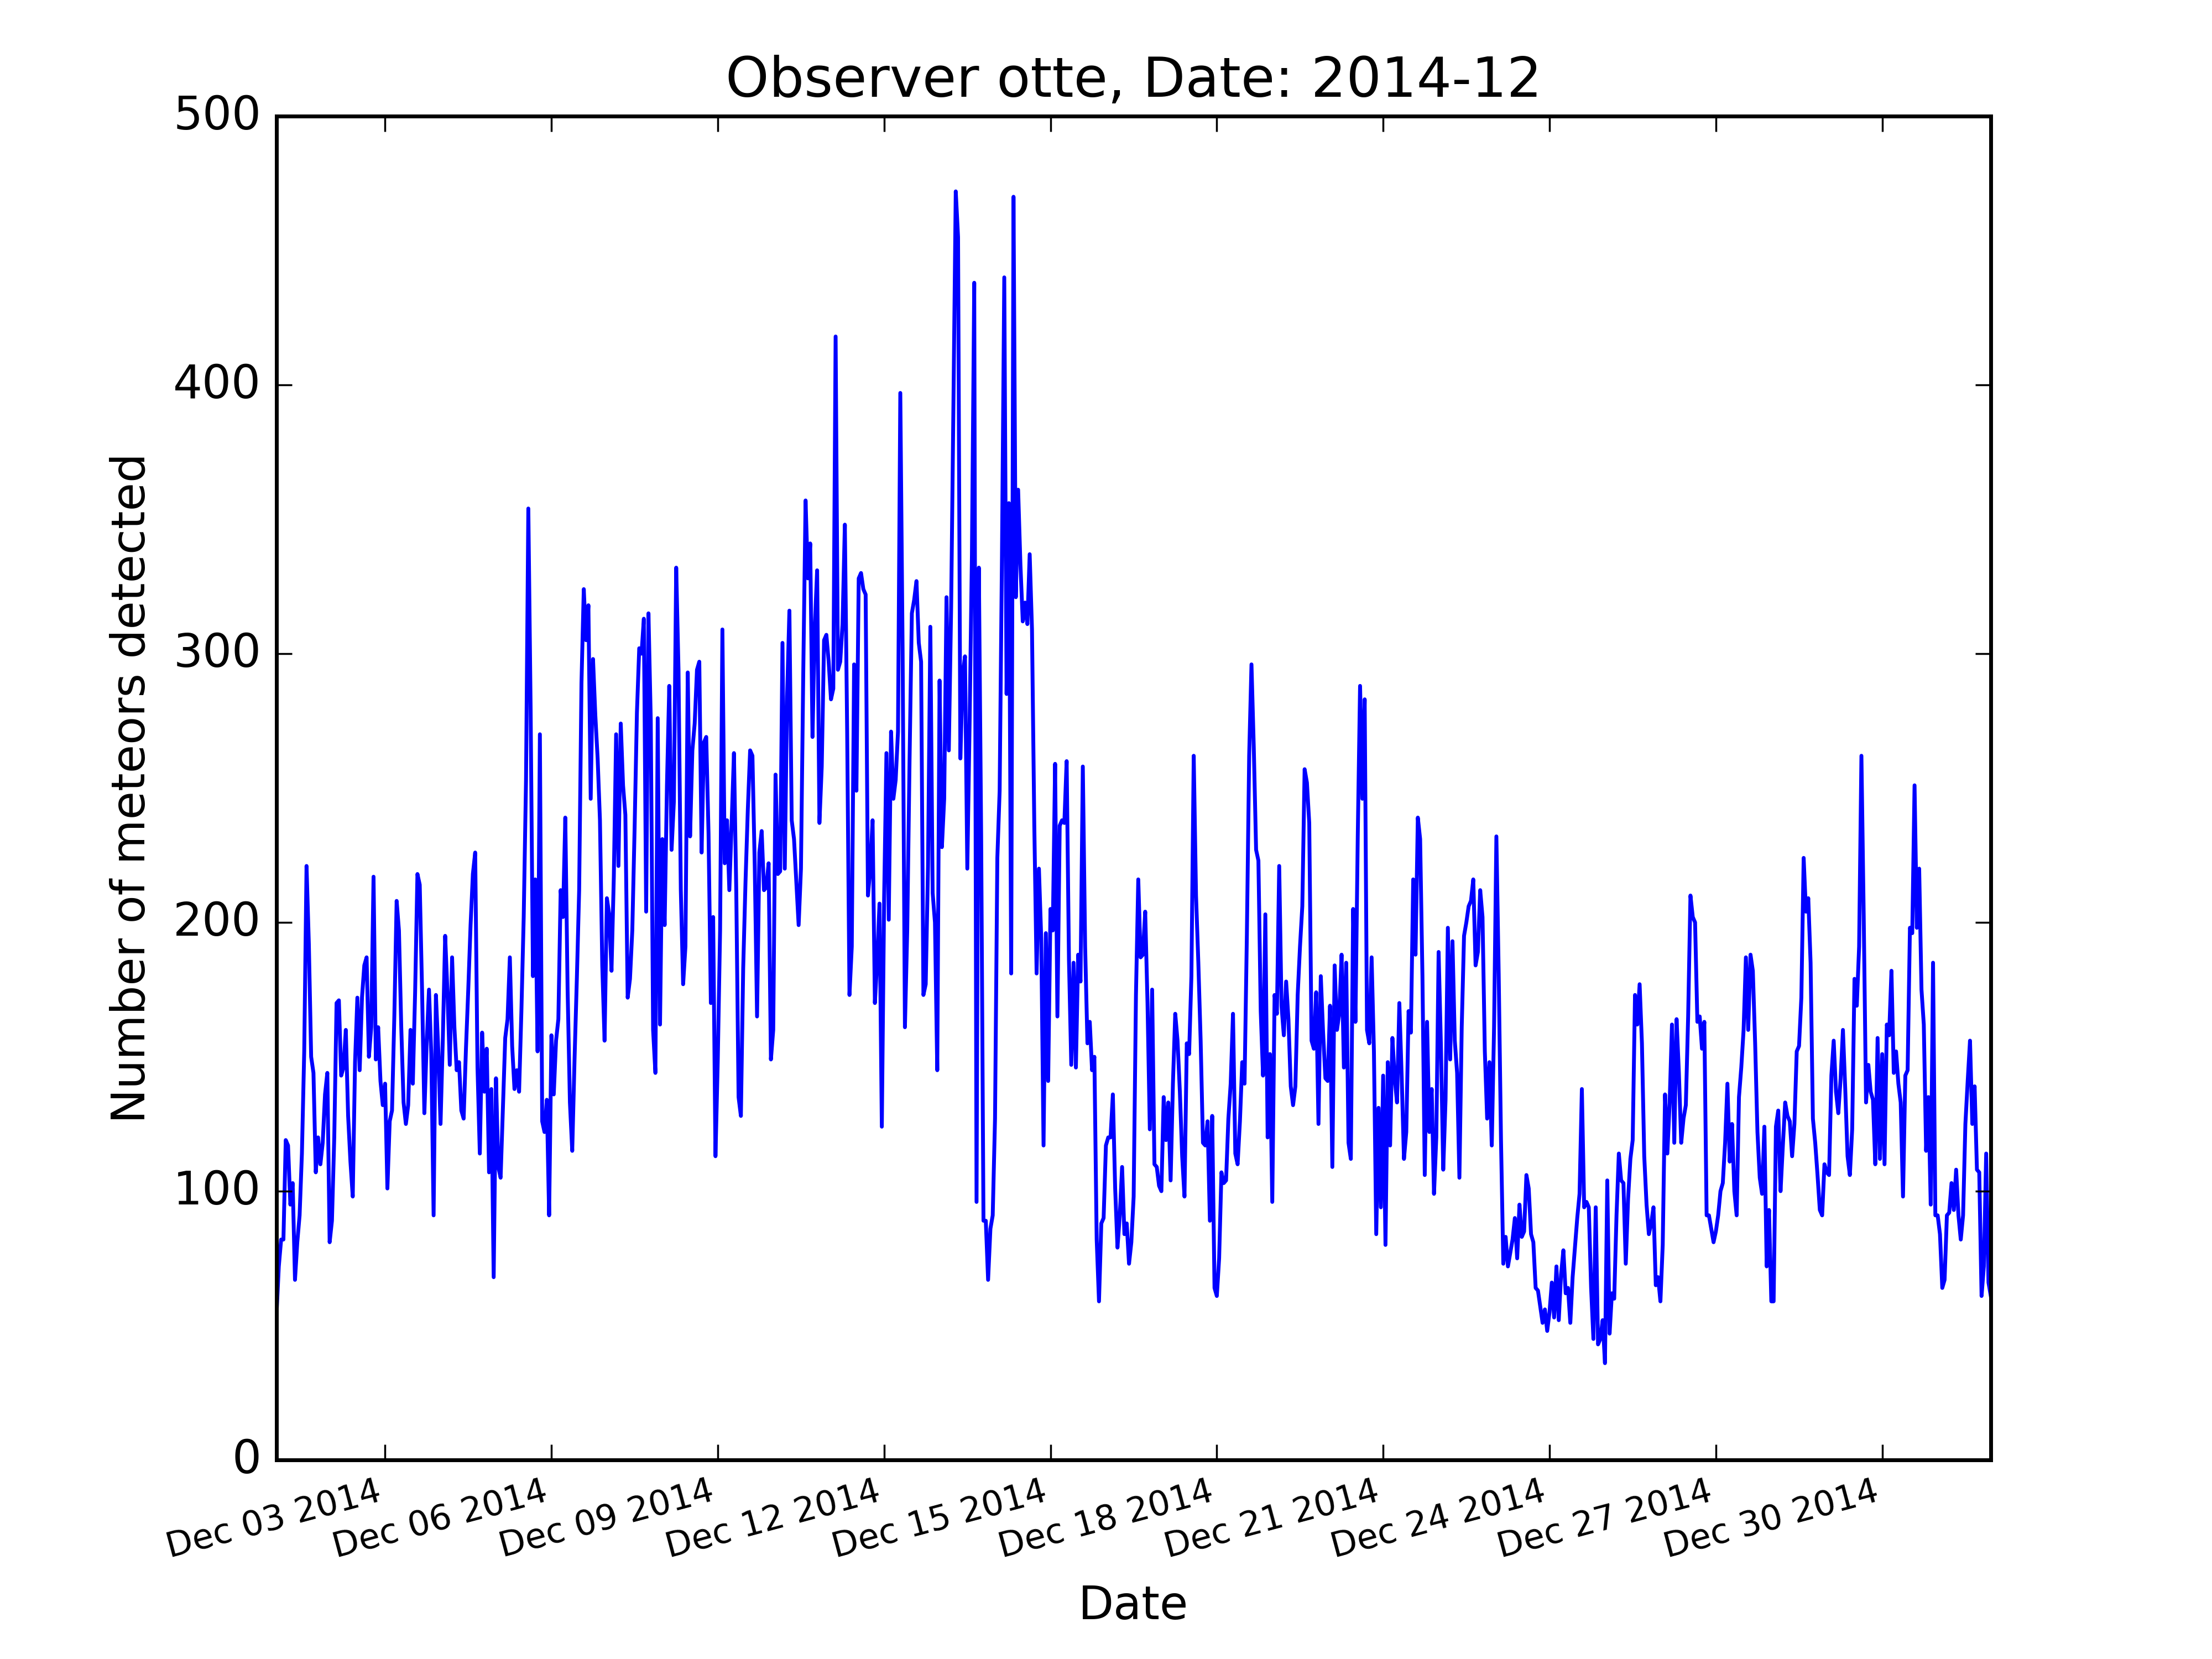 Observer otte, Date: 2014-12
500
400
300
200
100
0
Number of meteors detected
Dec 03 2014
Dec 06 2014
Dec 09 2014
Dec 12 2014
Dec 15 2014
Dec 18 2014
Dec 21 2014
Dec 24 2014
Dec 27 2014
Dec 30 2014
Date